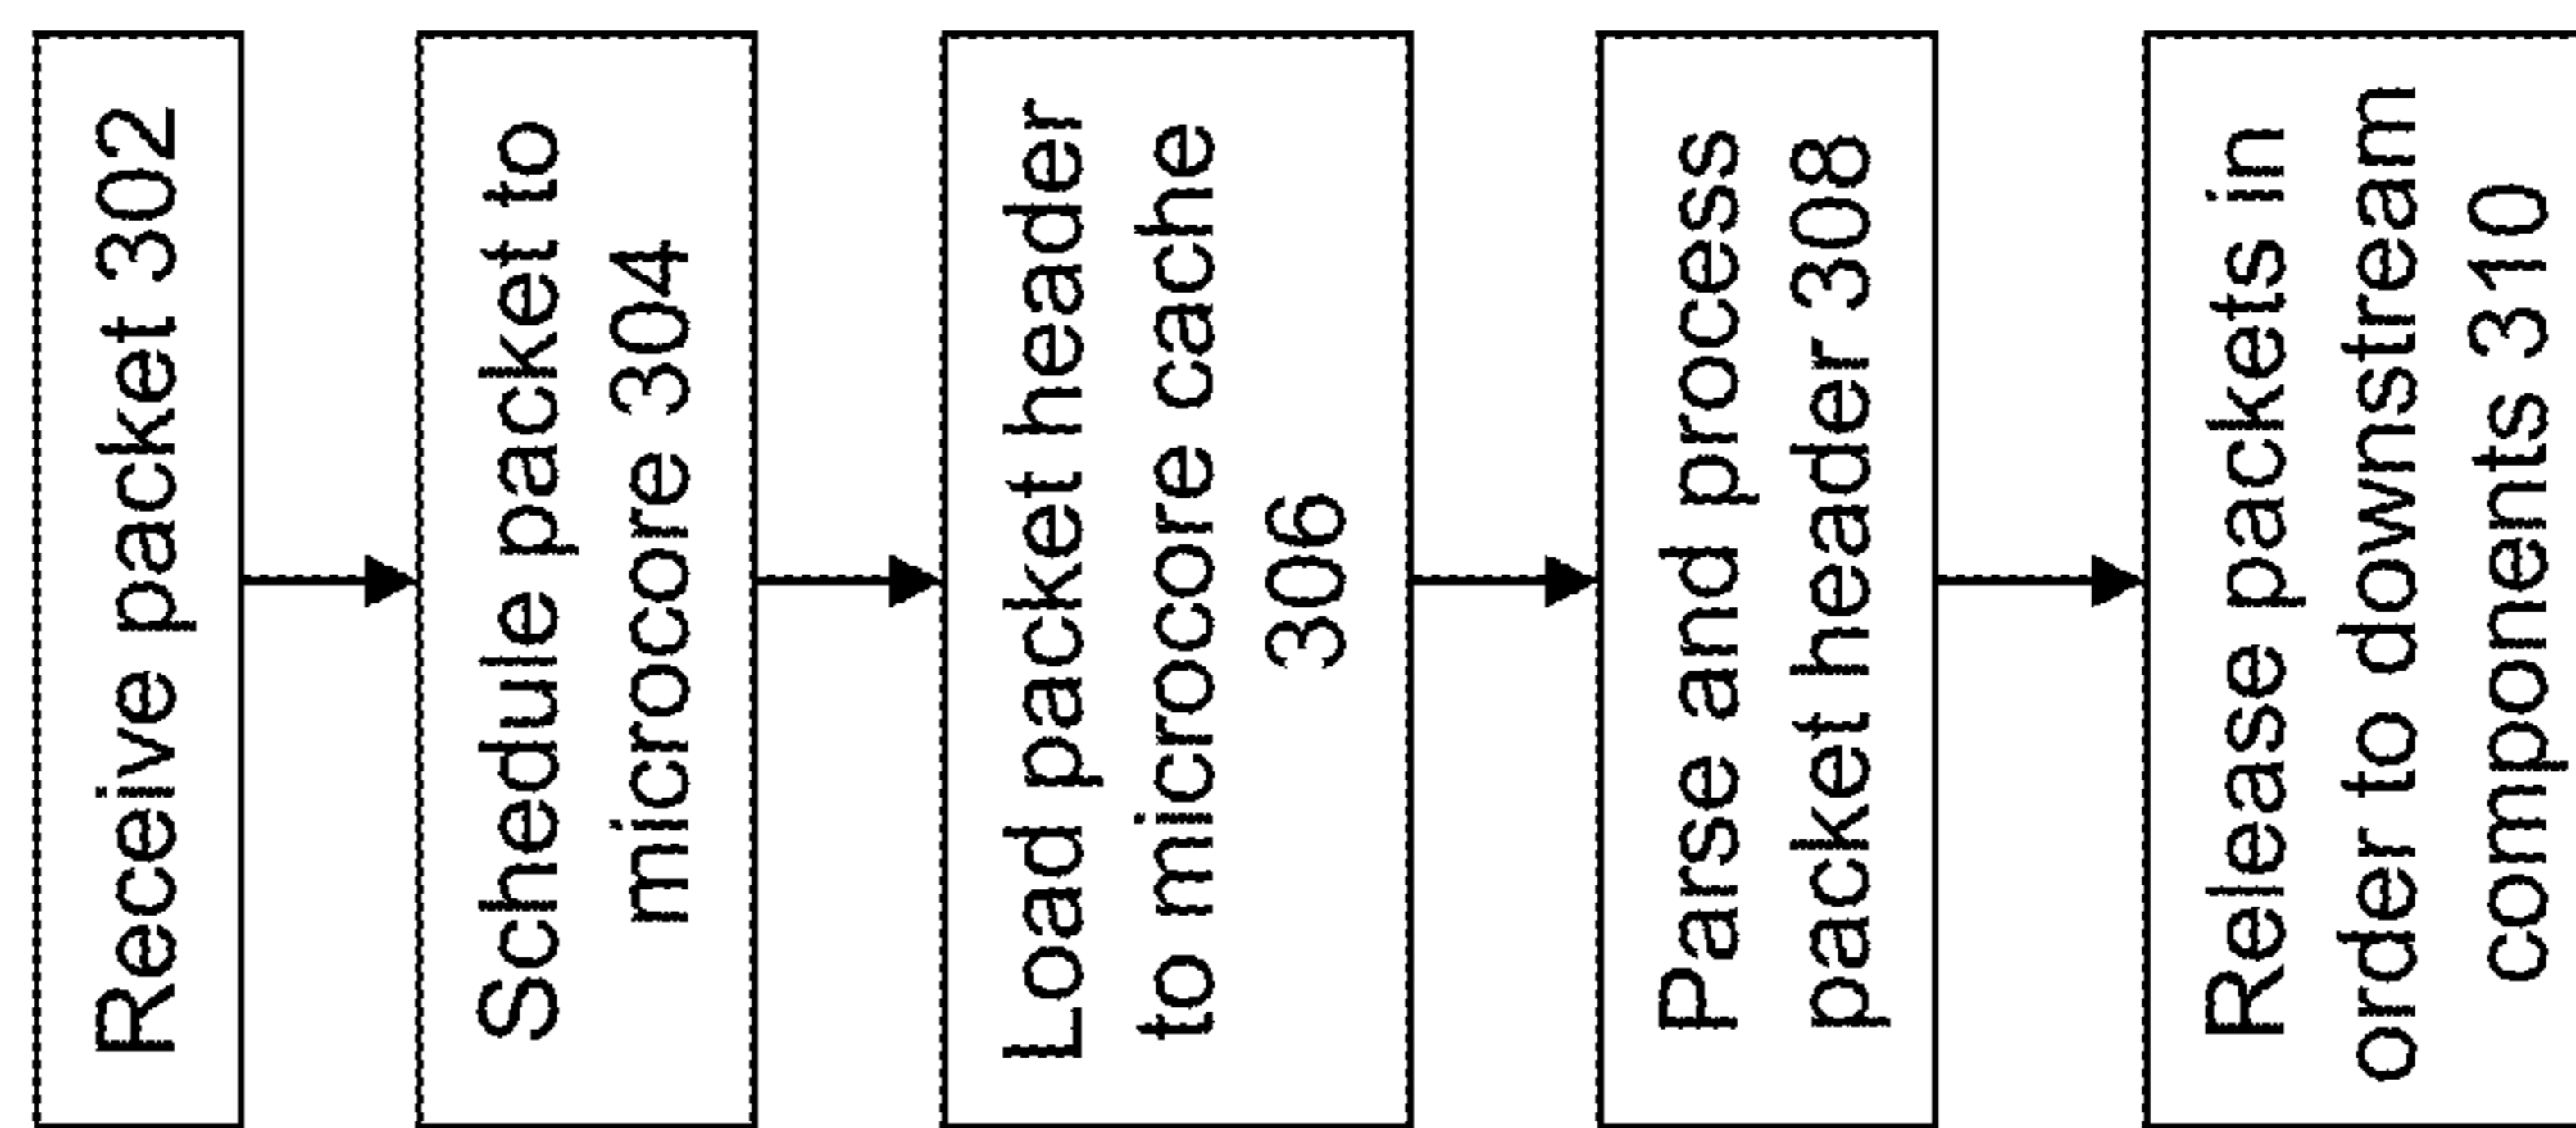 Receive packet 302
Schedule packet to
microcore 304
Load packet header
to microcore cache
306
Parse and process
packet header 308
Release packets in
order to downstream
components 310